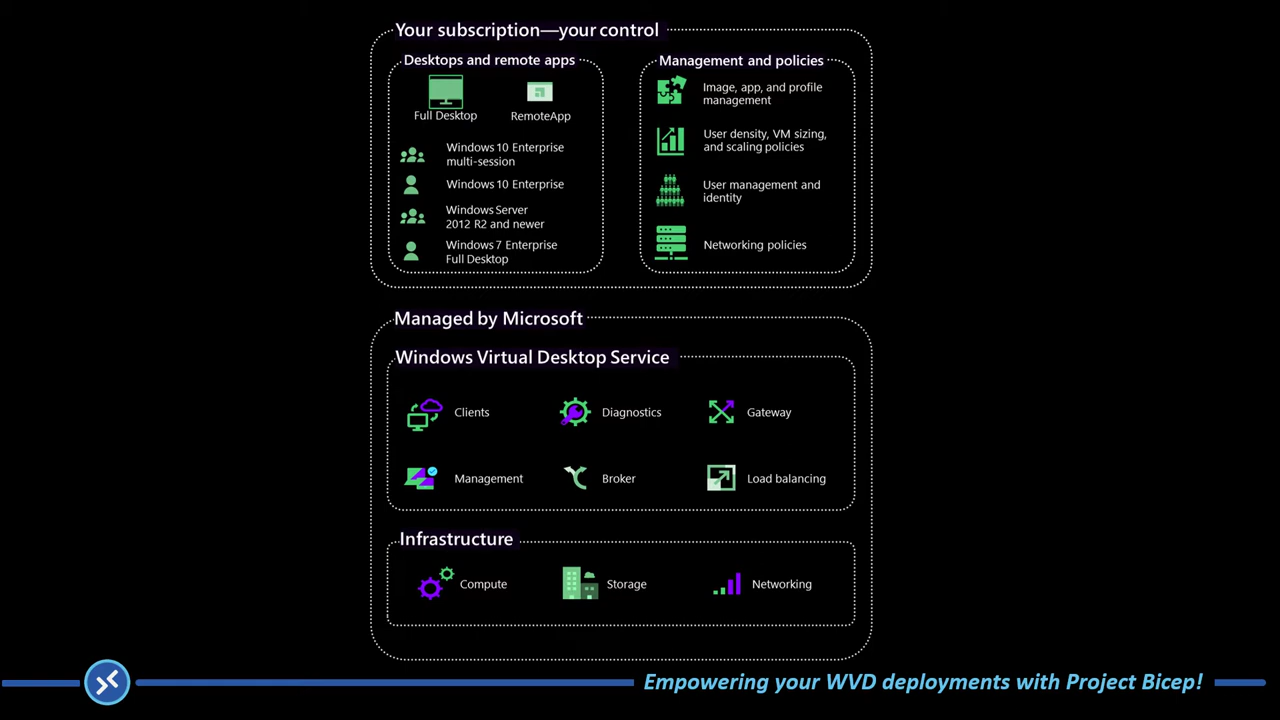 Your subscription—your control
Desktops and remote apps
Full Desktop
RemoteApp
Windows 10 Enterprise
multi-session
Windows 10 Enterprise
Windows Server
2012 R2 and newer
Windows 7 Enterprise
Full Desktop
Management and policies
Image, app, and profile
management
User density, VM sizing,
and scaling policies
User management and
identity
Networking policies
Managed by Microsoft
Windows Virtual Desktop Service
Clients
Diagnostics
Gateway
Management
Broker
Load balancing
Infrastructure
Compute
Storage
Networking
Empowering your WVD deployments with Project Bicep!